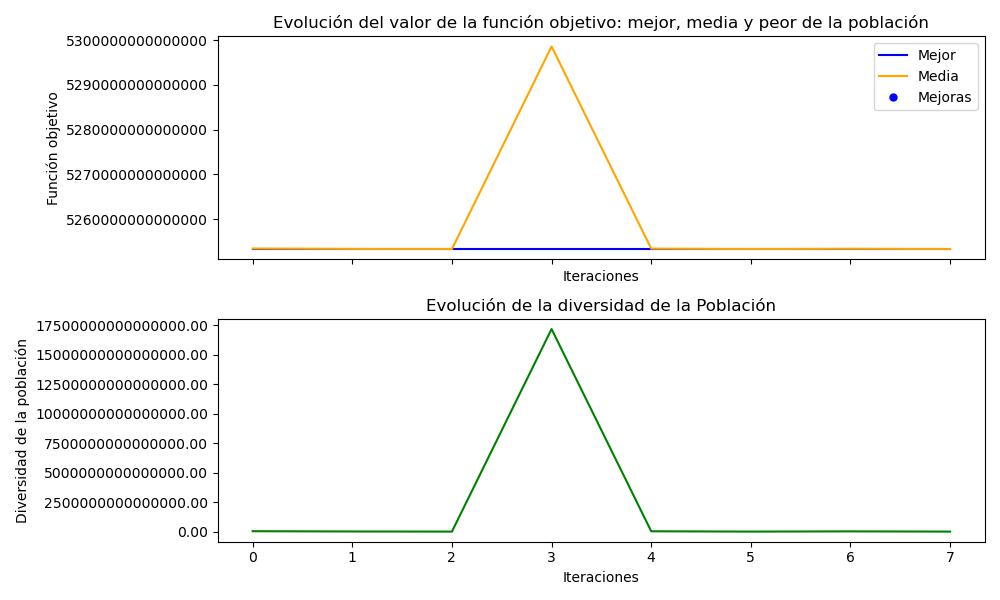 Evolución del valor de la función objetivo: mejor, media y peor de la población
5300000000000000
5290000000000000
5280000000000000
5270000000000000
5260000000000000
Función objetivo
Mejor
Media
Mejoras
Iteraciones
Evolución de la diversidad de la Población
17500000000000000.00
15000000000000000.00
12500000000000000.00
10000000000000000.00
7500000000000000.00
5000000000000000.00
2500000000000000.00
0.00
Diversidad de la población
0 1 2 3 4 5 6 7
Iteraciones